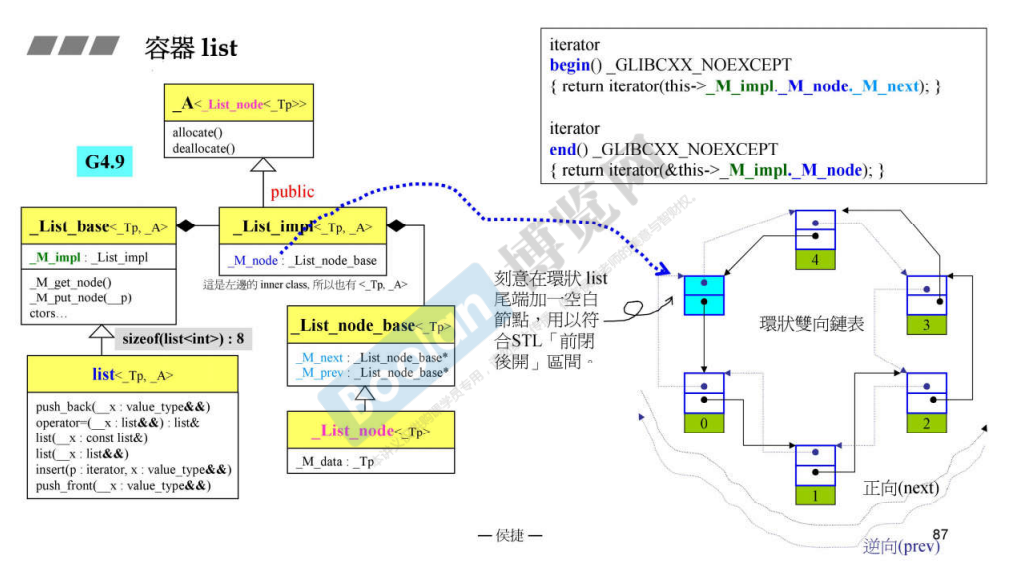 容器 list
_A<_List_node<_Tp>>
allocate()
deallocate()
G4.9
public
_List_base<_Tp, _A>
_M_impl : _List_impl
_M_get_node()
_M_put_node(__p)
ctors…
_List_impl<_Tp, _A>
_M_node : _List_node_base
這是左邊的 inner class, 所以也有 <_Tp, _A>
sizeof(list<int>) : 8
list<_Tp, _A>
push_back(__x : value_type&&)
operator=(__x : list&&) : list&
list(__x : const list&)
list(__x : list&&)
insert(p : iterator, x : value_type&&)
push_front(__x : value_type&&)
_List_node_base<_Tp>
_M_next : _List_node_base*
_M_prev : _List_node_base*
_List_node<_Tp>
_M_data : _Tp
iterator
begin() _GLIBCXX_NOEXCEPT
{ return iterator(this->_M_impl._M_node._M_next); }
iterator
end() _GLIBCXX_NOEXCEPT
{ return iterator(&this->_M_impl._M_node); }
刻意在環狀 list
尾端加一空白
節點，用以符
合STL「前閉
後開」區間。
環狀雙向鏈表
4
3
0
2
1
正向(next)
逆向(prev)
— 侯捷 —
87
Boolan
博览网